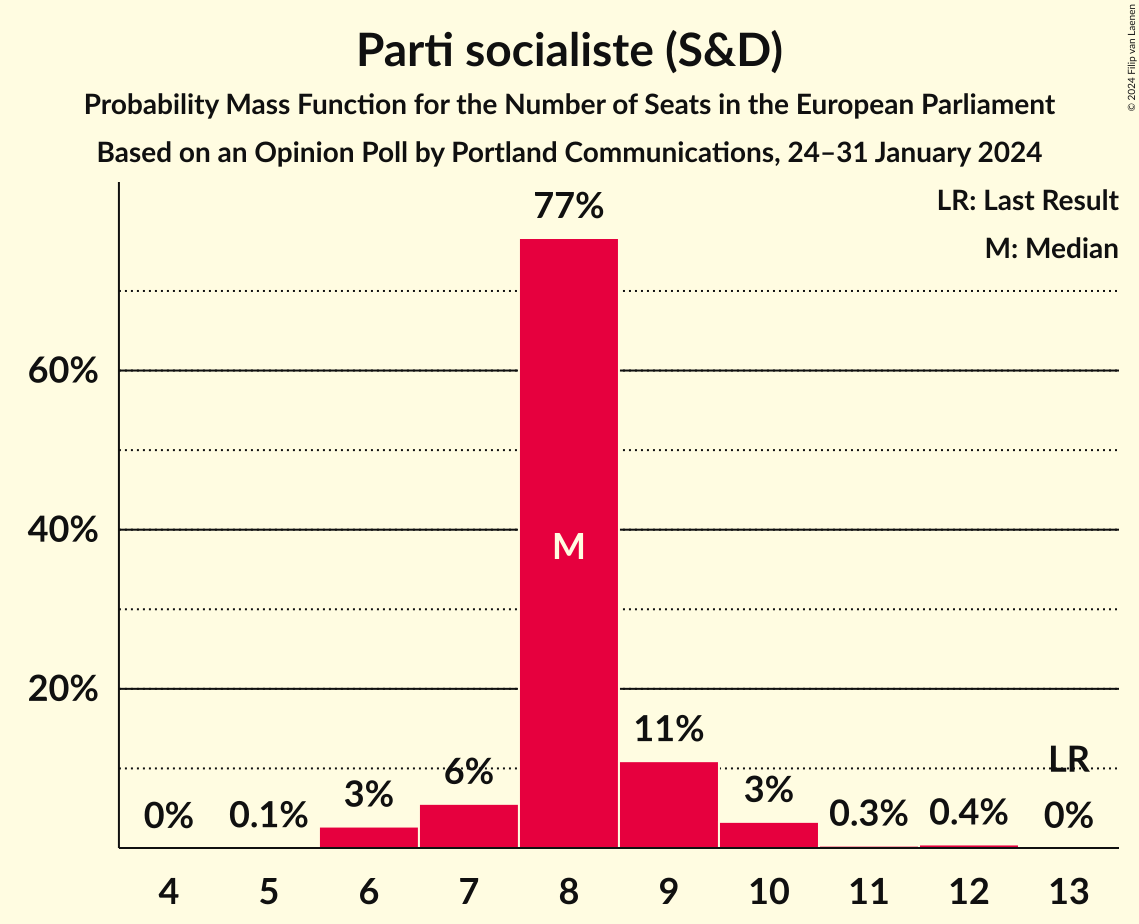 Parti socialiste (S&D)
Probability Mass Function for the Number of Seats in the European Parliament
Based on an Opinion Poll by Portland Communications, 24–31 January 2024
© 2024 Filip van Laenen
LR: Last Result
M: Median
77%
60%
40%
20%
M
11%
LR
6%
3%
3%
0%
0.1%
0.3%
0.4%
0%
4 5 6 7 8 9 10 11 12 13